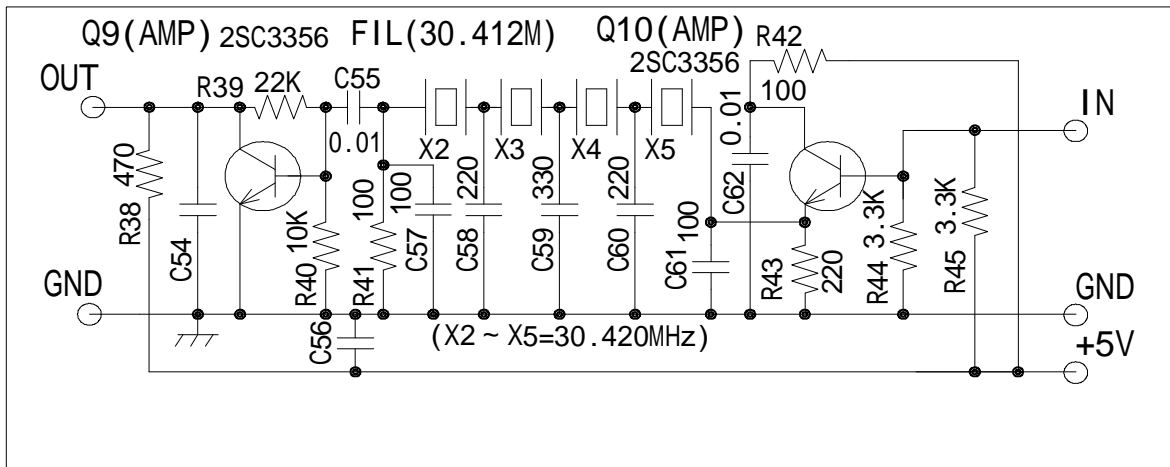 Q9(AMP) 2SC3356 FIL(30.412M) Q10(AMP) R42
2SC3356
OUT R39 22K C55 100 IN
0.01 X2 X3 X4 X5 0.01
470 R38 C54 10K R40 100 R41 100 C57 220 C58 330 C59 220 C60 100 C61 C62 R43 220 3.3K R44 3.3K R45
GND GND
C56 (X2~X5=30.420MHz) +5V